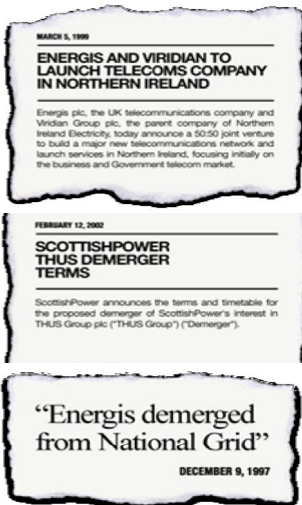 MARCH 5, 1999
ENERGIS AND VIRIDIAN TO
LAUNCH TELECOMS COMPANY
IN NORTHERN IRELAND
Energis plc, the UK telecommunications company and
Viridian Group plc, the parent company of Northern
Ireland Electricity, today announce a 50:50 joint venture
to build a major new telecommunications network and
launch services in Northern Ireland, focusing initially on
the business and Government telecom market.
FEBRUARY 12, 2002
SCOTTISHPOWER
THUS DEMERGER
TERMS
ScottishPower announces the terms and timetable for
the proposed demerger of ScottishPower's interest in
THUS Group plc ("THUS Group") ("Demerger").
“Energis demerged
from National Grid”
DECEMBER 9, 1997